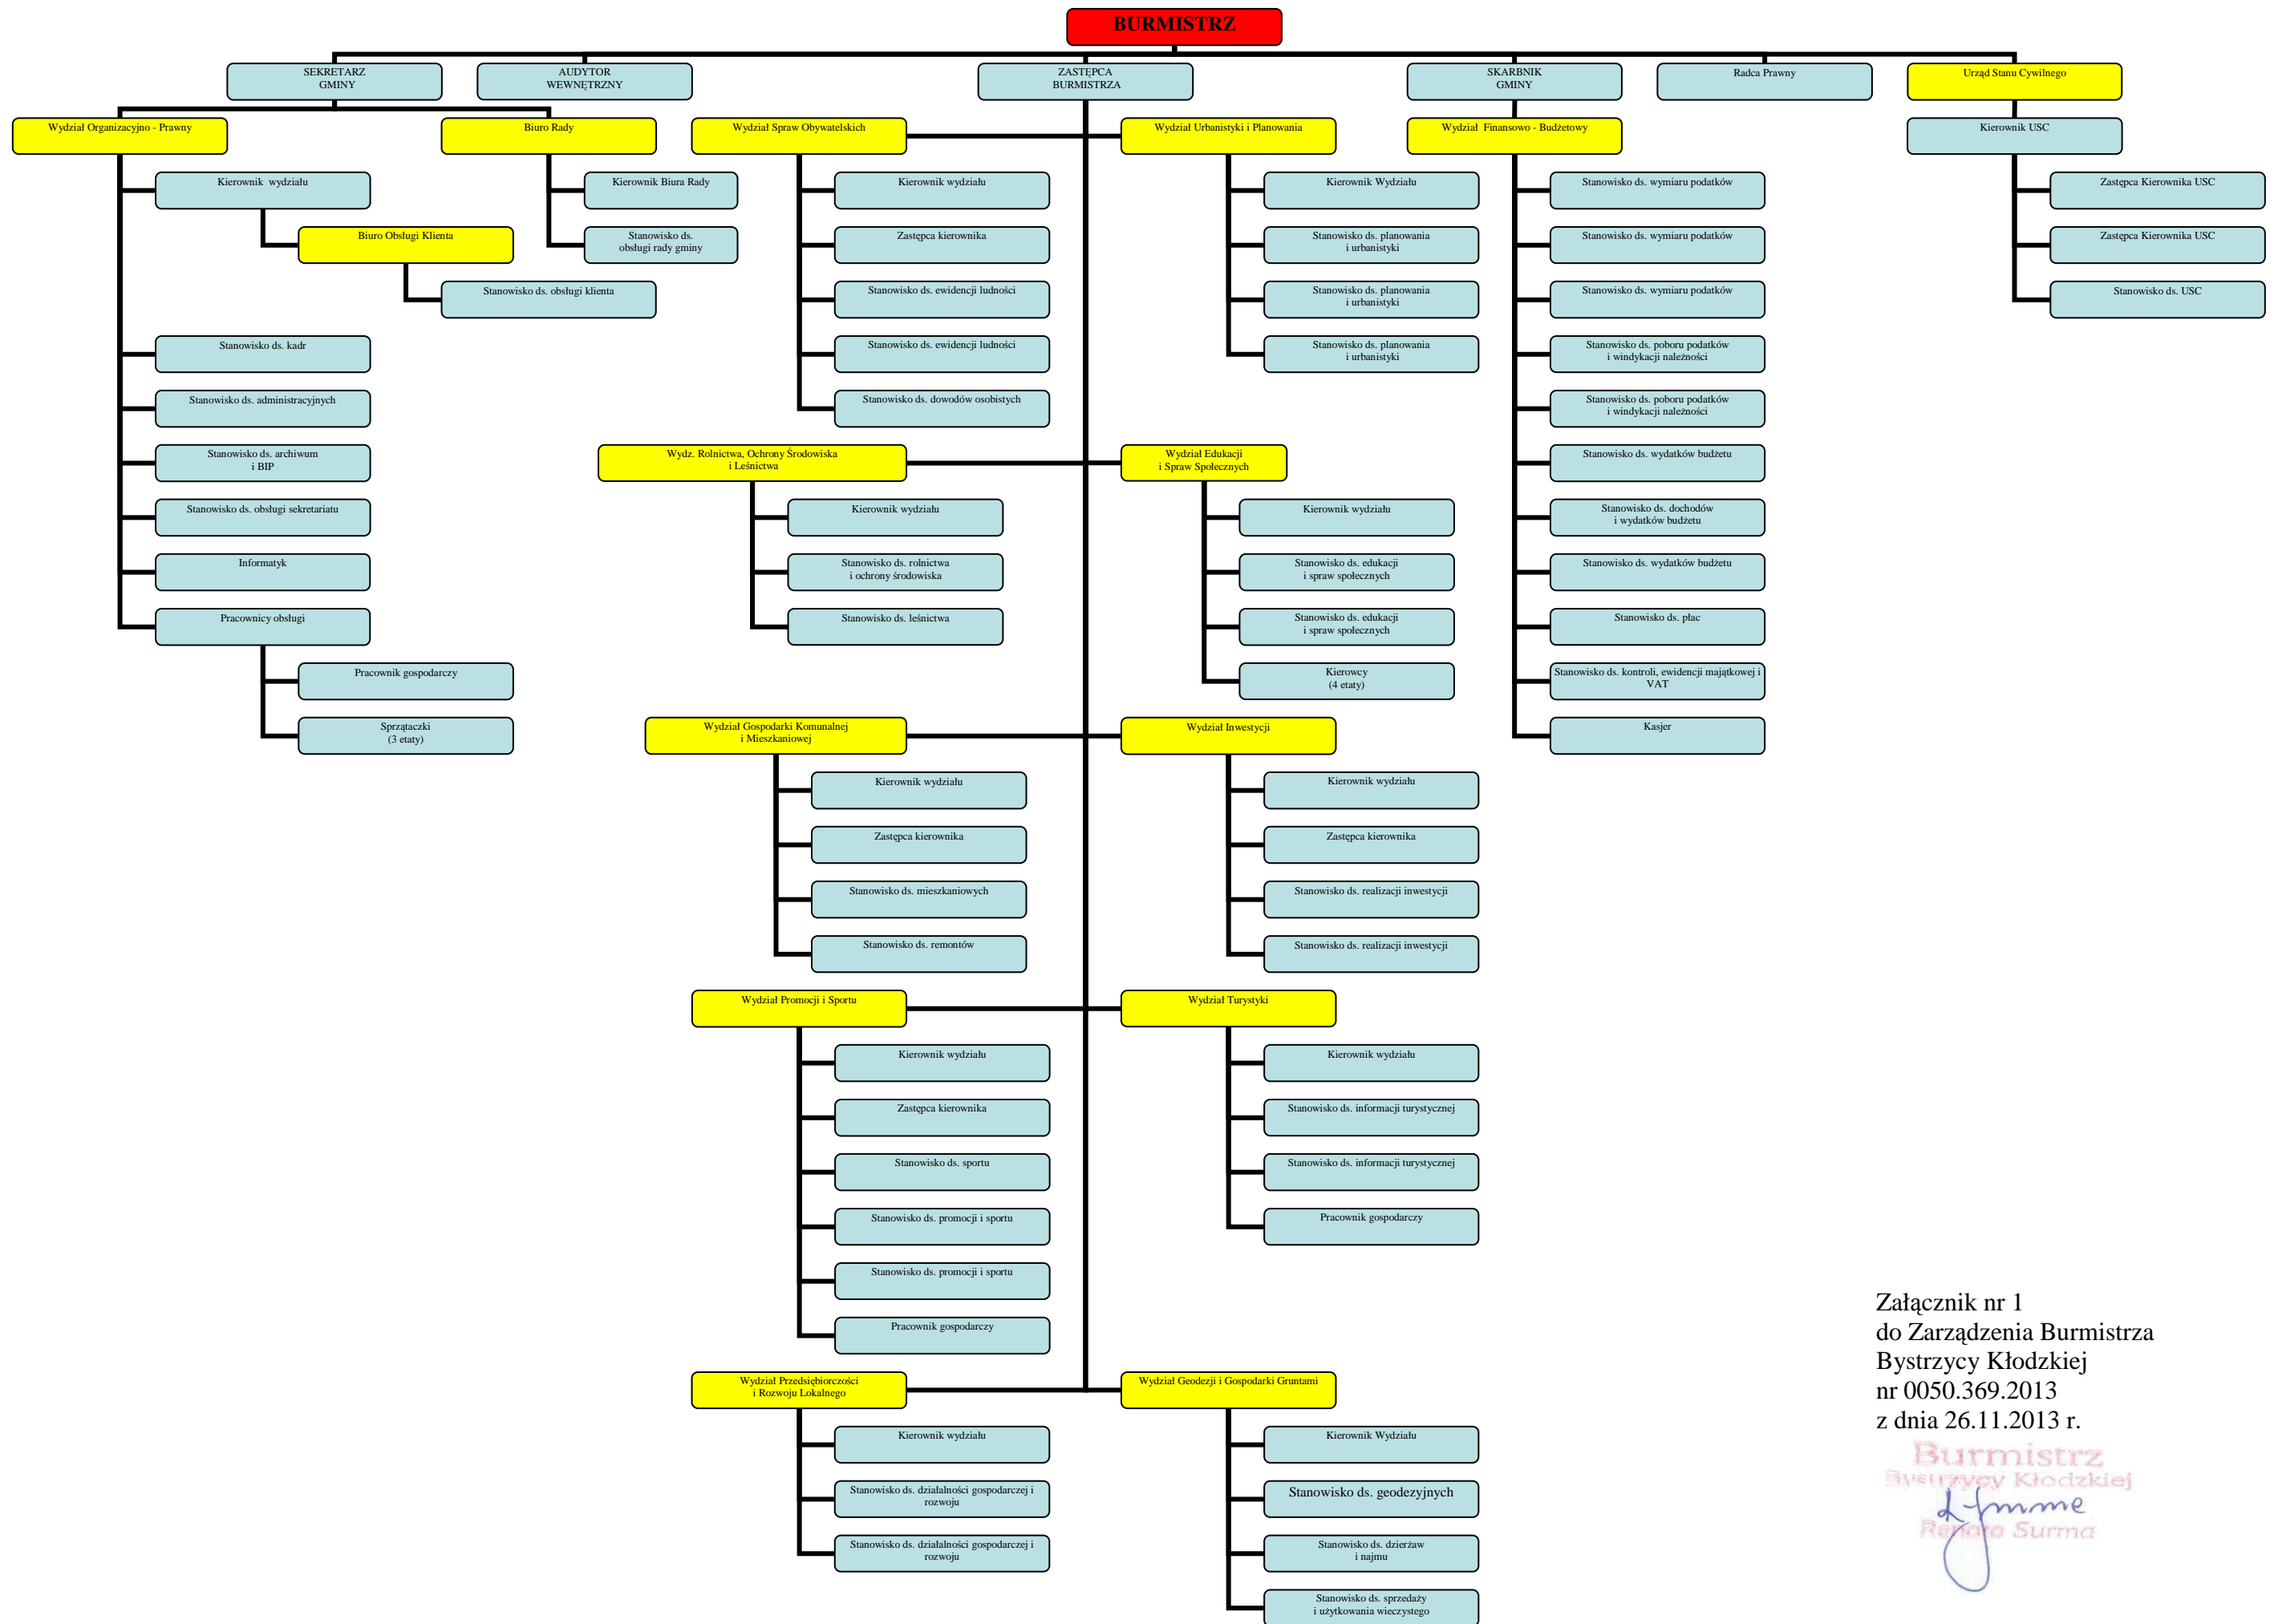 BURMISTRZ
SEKRETARZ
GMINY
AUDYTOR
WEWNĘTRZNY
ZASTĘPCA
BURMISTRZA
SKARBNIK
GMINY
Radca Prawny
Urząd Stanu Cywilnego
Wydział Organizacyjno - Prawny
Kierownik wydziału
Biuro Obsługi Klienta
Stanowisko ds. obsługi klienta
Stanowisko ds. kadr
Stanowisko ds. administracyjnych
Stanowisko ds. archiwum
i BIP
Stanowisko ds. obsługi sekretariatu
Informatyk
Pracownicy obsługi
Pracownik gospodarczy
Sprzątaczki
(3 etaty)
Biuro Rady
Kierownik Biura Rady
Stanowisko ds.
obsługi rady gminy
Wydział Spraw Obywatelskich
Kierownik wydziału
Zastępca kierownika
Stanowisko ds. ewidencji ludności
Stanowisko ds. ewidencji ludności
Stanowisko ds. dowodów osobistych
Wydział Urbanistyki i Planowania
Kierownik Wydziału
Stanowisko ds. planowania
i urbanistyki
Stanowisko ds. planowania
i urbanistyki
Stanowisko ds. planowania
i urbanistyki
Wydz. Rolnictwa, Ochrony Środowiska
i Leśnictwa
Kierownik wydziału
Stanowisko ds. rolnictwa
i ochrony środowiska
Stanowisko ds. leśnictwa
Wydział Edukacji
i Spraw Społecznych
Kierownik wydziału
Stanowisko ds. edukacji
i spraw społecznych
Stanowisko ds. edukacji
i spraw społecznych
Kierowcy
(4 etaty)
Wydział Gospodarki Komunalnej
i Mieszkaniowej
Kierownik wydziału
Zastępca kierownika
Stanowisko ds. mieszkaniowych
Stanowisko ds. remontów
Wydział Inwestycji
Kierownik wydziału
Zastępca kierownika
Stanowisko ds. realizacji inwestycji
Stanowisko ds. realizacji inwestycji
Wydział Promocji i Sportu
Kierownik wydziału
Zastępca kierownika
Stanowisko ds. sportu
Stanowisko ds. promocji i sportu
Stanowisko ds. promocji i sportu
Pracownik gospodarczy
Wydział Turystyki
Kierownik wydziału
Stanowisko ds. informacji turystycznej
Stanowisko ds. informacji turystycznej
Pracownik gospodarczy
Wydział Przedsiębiorczości
i Rozwoju Lokalnego
Kierownik wydziału
Stanowisko ds. działalności gospodarczej i
rozwoju
Stanowisko ds. działalności gospodarczej i
rozwoju
Wydział Geodezji i Gospodarki Gruntami
Kierownik Wydziału
Stanowisko ds. geodezyjnych
Stanowisko ds. dzierżaw
i najmu
Stanowisko ds. sprzedaży
i użytkowania wieczystego
Wydział Finansowo - Budżetowy
Stanowisko ds. wymiaru podatków
Stanowisko ds. wymiaru podatków
Stanowisko ds. wymiaru podatków
Stanowisko ds. poboru podatków
i windykacji należności
Stanowisko ds. poboru podatków
i windykacji należności
Stanowisko ds. wydatków budżetu
Stanowisko ds. dochodów
i wydatków budżetu
Stanowisko ds. wydatków budżetu
Stanowisko ds. płac
Stanowisko ds. kontroli, ewidencji majątkowej i
VAT
Kasjer
Kierownik USC
Zastępca Kierownika USC
Zastępca Kierownika USC
Stanowisko ds. USC
Załącznik nr 1
do Zarządzenia Burmistrza
Bystrzycy Kłodzkiej
nr 0050.369.2013
z dnia 26.11.2013 r.
Burmistrz
Bystrzycy Kłodzkiej
Renata Surma